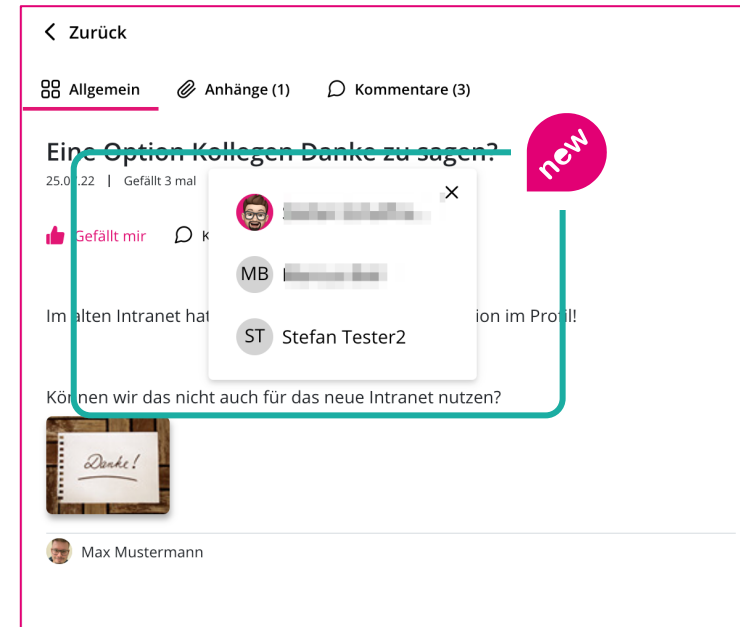 Zurück
Allgemein Anhänge (1) Kommentare (3)
new
Eine Option Kollegen Danke zu sagen?
25.0 .22 | Gefällt 3 mal
Gefällt mir K
MB
Im alten Intranet hat ion im Profil!
ST Stefan Tester2
Können wir das nicht auch für das neue Intranet nutzen?
Danke!
Max Mustermann